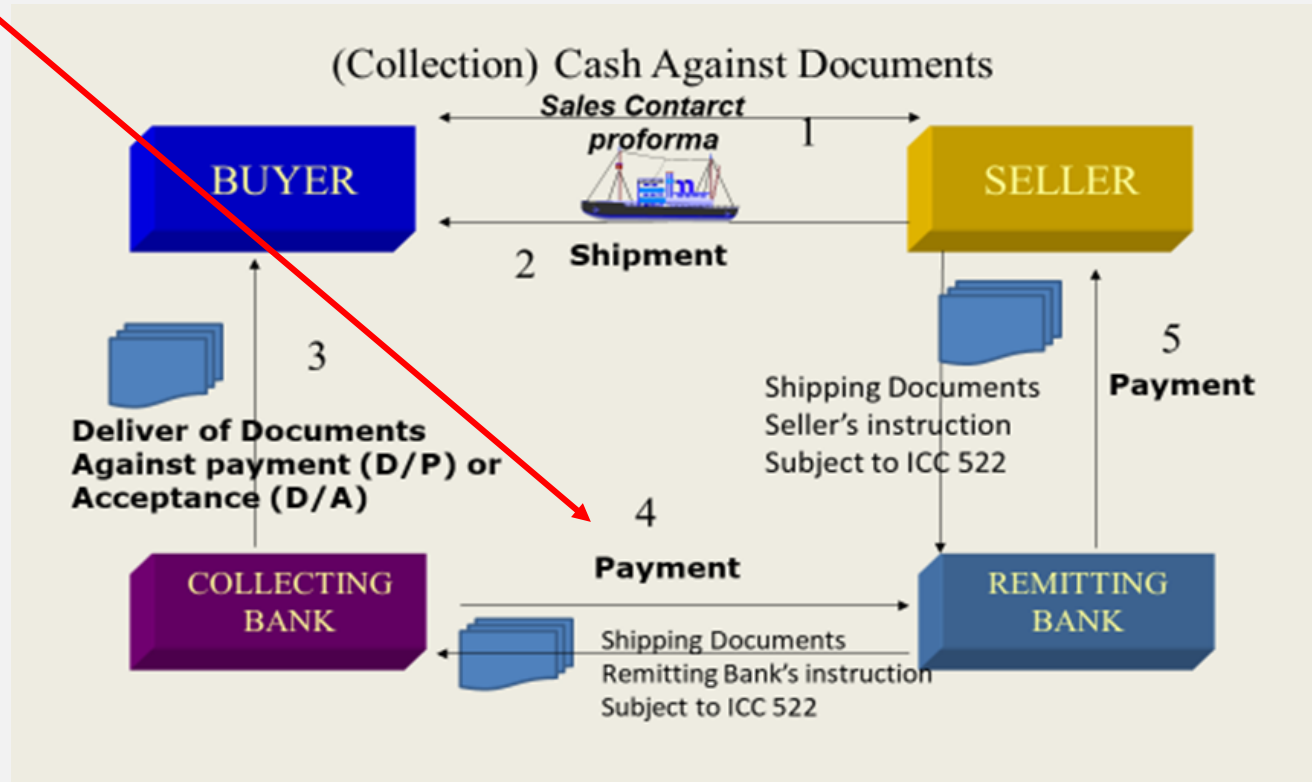 (Collection) Cash Against Documents
Sales Contarct
proforma
1
BUYER
SELLER
2
Shipment
3
5
Payment
Shipping Documents
Seller's instruction
Subject to ICC 522
Deliver of Documents
Against payment (D/P) or
Acceptance (D/A)
4
Payment
COLLECTING
BANK
REMITTING
BANK
Shipping Documents
Remitting Bank's instruction
Subject to ICC 522